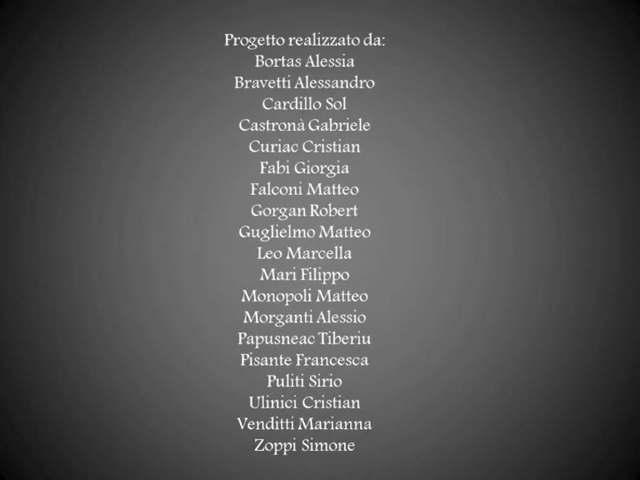 Progetto realizzato da:
Bortas Alessia
Bravetti Alessandro
Cardillo Sol
Castronà Gabriele
Curiac Cristian
Fabi Giorgia
Falconi Matteo
Gorgan Robert
Guglielmo Matteo
Leo Marcella
Mari Filippo
Monopoli Matteo
Morganti Alessio
Papusneac Tiberiu
Pisante Francesca
Puliti Sirio
Ulinici Cristian
Venditti Marianna
Zoppi Simone